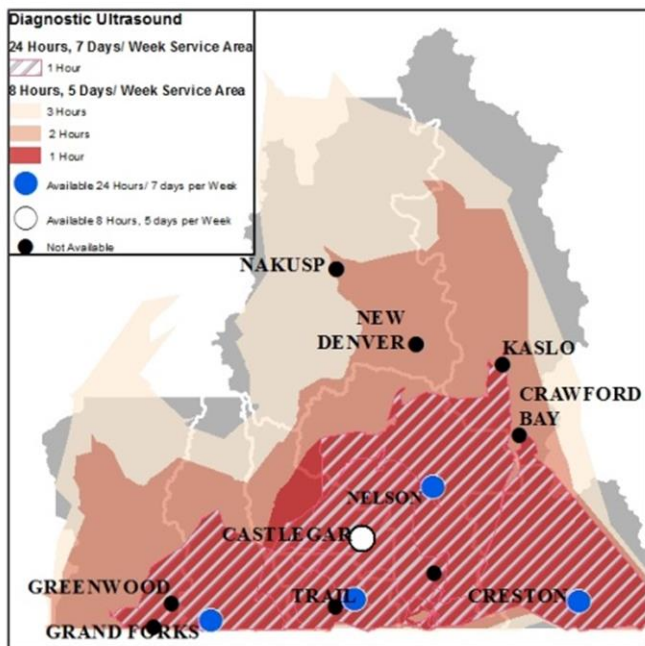 Diagnostic Ultrasound
24 Hours, 7 Days/ Week Service Area
1 Hour
8 Hours, 5 Days/ Week Service Area
3 Hours
2 Hours
1 Hour
Available 24 Hours/ 7 days per Week
Available 8 Hours, 5 days per Week
Not Available
NAKUSP
NEW
DENVER
KASLO
CRAWFORD
BAY
NELSON
CASTLEGAR
GREENWOOD
TRAIL
CRESTON
GRAND FORKS